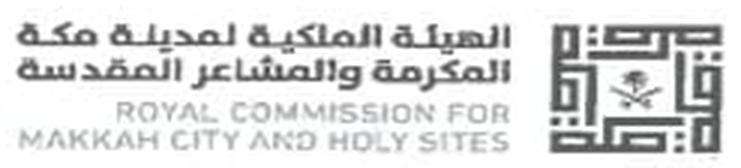 الهيئة الملكية لمدينة مكة
المكرمة والمشاعر المقدسة
ROYAL COMMISSION FOR
MAKKAH CITY AND HOLY SITES